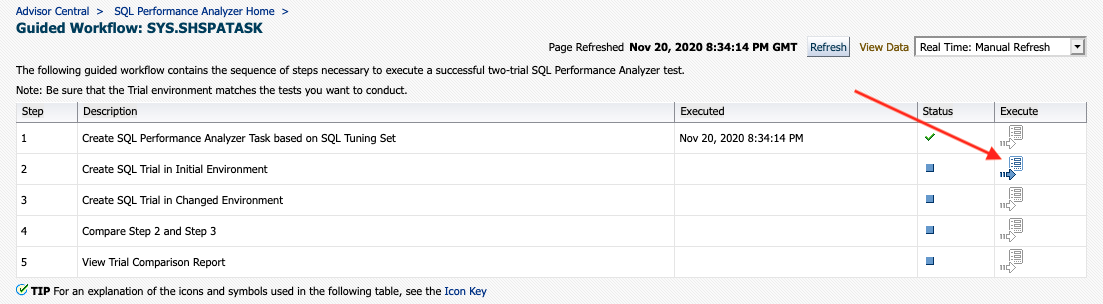 Advisor Central > SQL Performance Analyzer Home >
Guided Workflow: SYS.SHSPATASK
Page Refreshed Nov 20, 2020 8:34:14 PM GMT Refresh View Data Real Time: Manual Refresh
The following guided workflow contains the sequence of steps necessary to execute a successful two-trial SQL Performance Analyzer test.
Note: Be sure that the Trial environment matches the tests you want to conduct.
Step Description Executed Status Execute
1 Create SQL Performance Analyzer Task based on SQL Tuning Set Nov 20, 2020 8:34:14 PM
2 Create SQL Trial in Initial Environment
3 Create SQL Trial in Changed Environment
4 Compare Step 2 and Step 3
5 View Trial Comparison Report
TIP For an explanation of the icons and symbols used in the following table, see the Icon Key